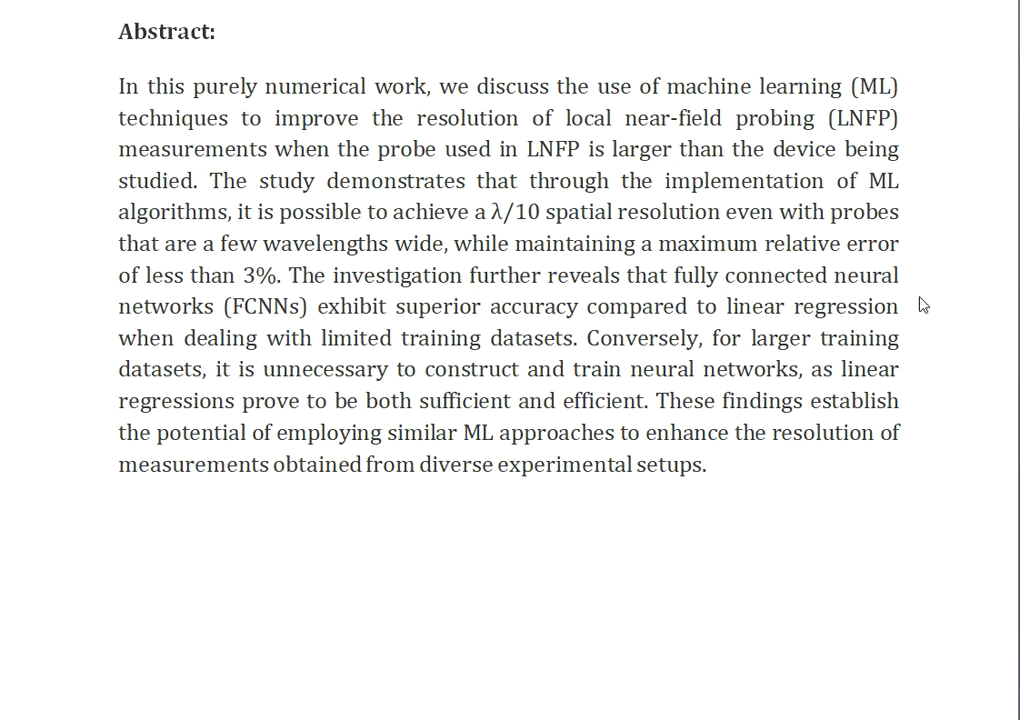 Abstract:
In this purely numerical work, we discuss the use of machine learning (ML)
techniques to improve the resolution of local near-field probing (LNFP)
measurements when the probe used in LNFP is larger than the device being
studied. The study demonstrates that through the implementation of ML
algorithms, it is possible to achieve a λ/10 spatial resolution even with probes
that are a few wavelengths wide, while maintaining a maximum relative error
of less than 3%. The investigation further reveals that fully connected neural
networks (FCNNs) exhibit superior accuracy compared to linear regression
when dealing with limited training datasets. Conversely, for larger training
datasets, it is unnecessary to construct and train neural networks, as linear
regressions prove to be both sufficient and efficient. These findings establish
the potential of employing similar ML approaches to enhance the resolution of
measurements obtained from diverse experimental setups.